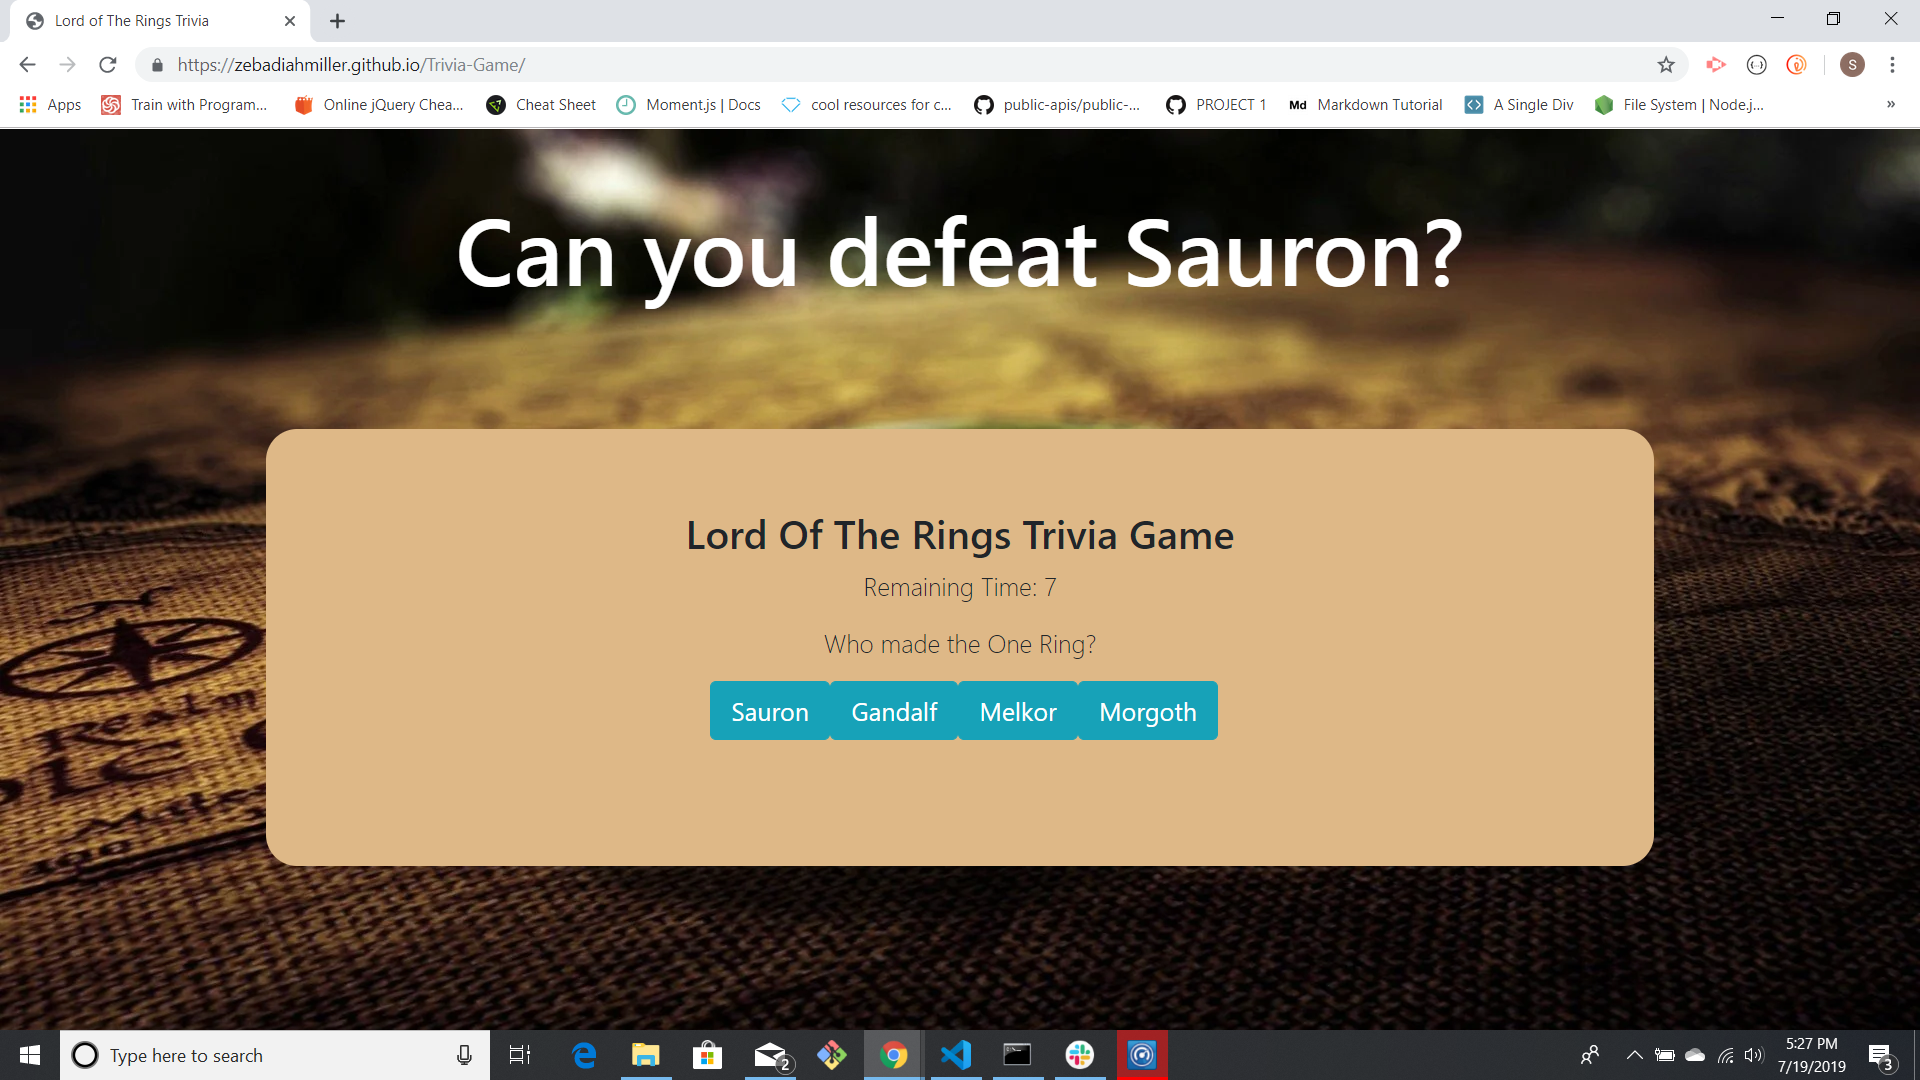 Lord of The Rings Trivia
https://zebadiahmiller.github.io/Trivia-Game/
S
Apps
Train with Program...
Online jQuery Chea...
Cheat Sheet
Moment.js | Docs
cool resources for c...
public-apis/public-...
PROJECT 1
Md Markdown Tutorial
A Single Div
File System | Node.j...
»
Can you defeat Sauron?
Lord Of The Rings Trivia Game
Remaining Time: 7
Who made the One Ring?
Sauron Gandalf Melkor Morgoth
Type here to search
2
5:27 PM
7/19/2019
3